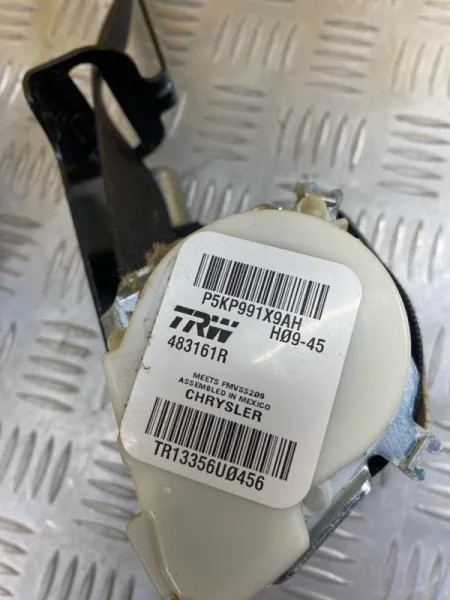 P5KP991X9AH
TRW H09-45
483161R
MEETS FMVSS209
ASSEMBLED IN MEXICO
CHRYSLER
TR13356U0456